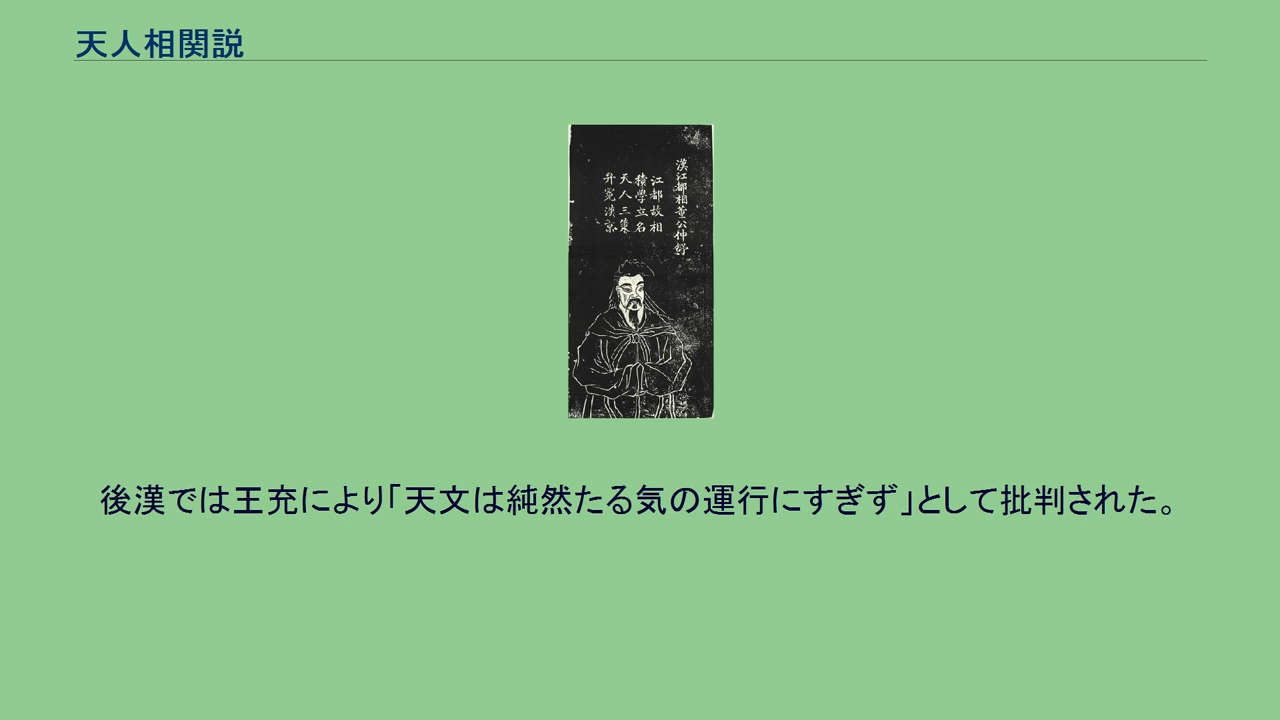 天人相関説
漢江都相董公仲舒
江都故相
積學立名
天人三策
弁冕漢京
後漢では王充により「天文は純然たる気の運行にすぎず」として批判された。